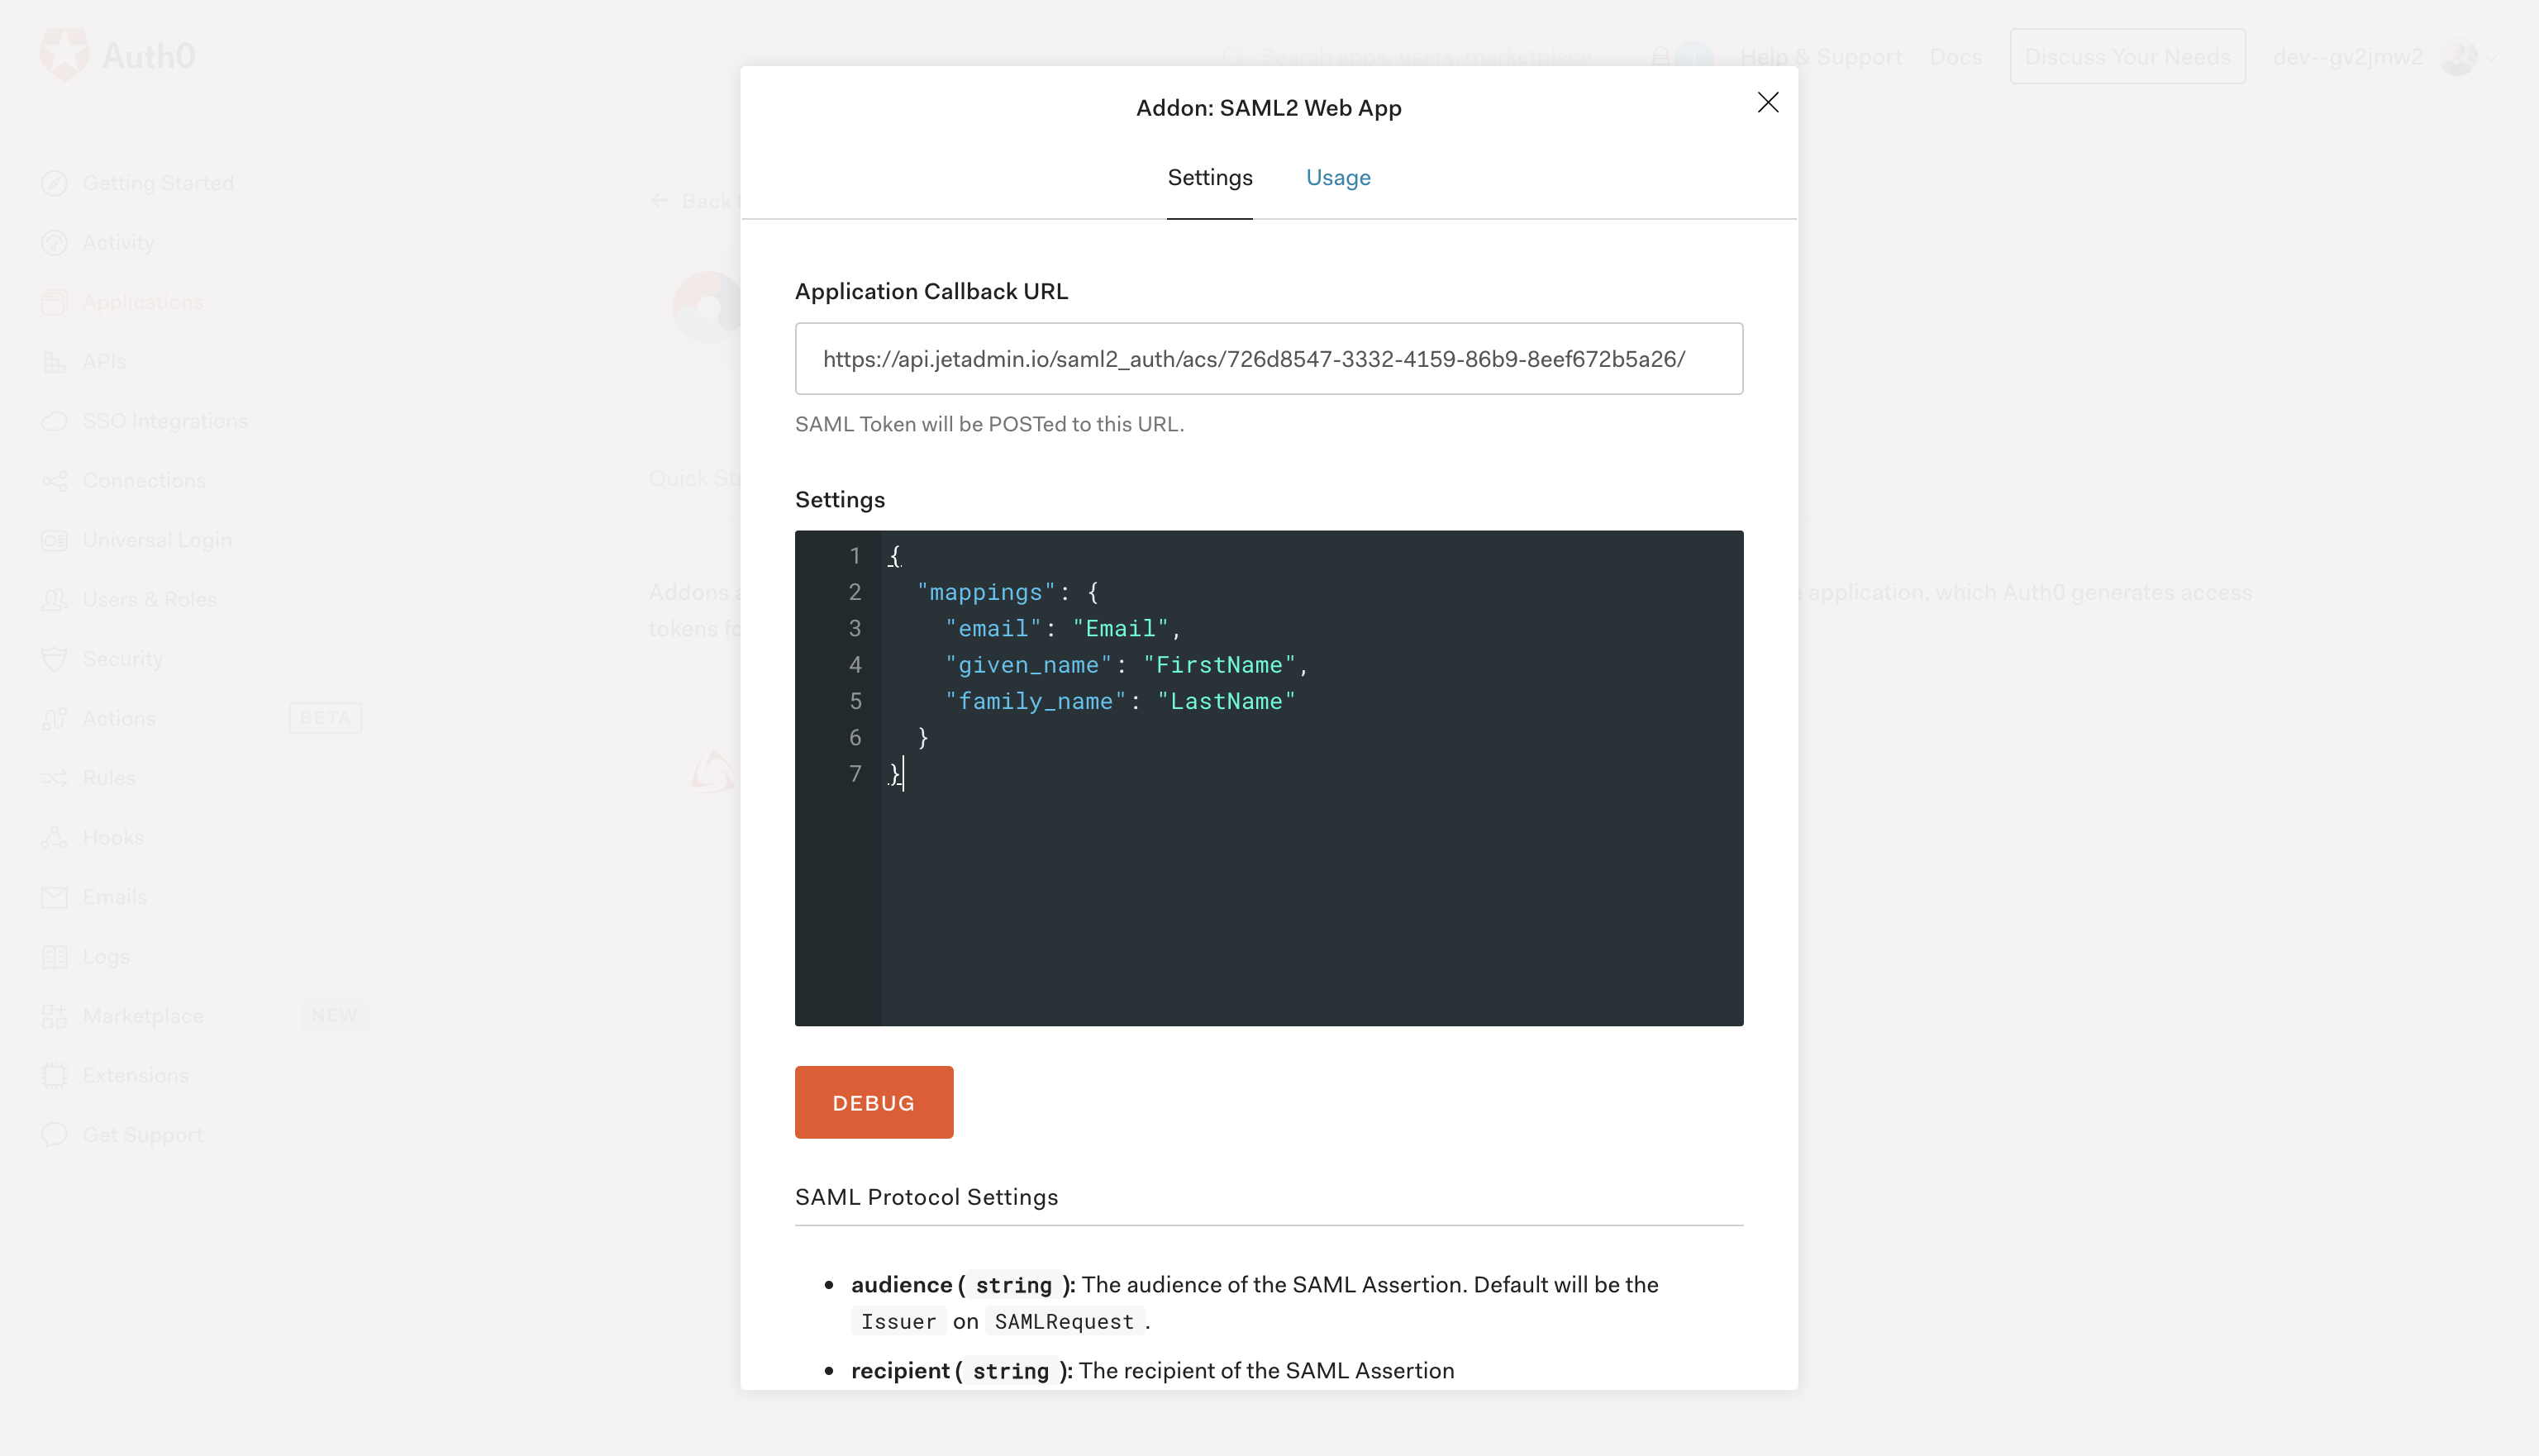 Auth0
Search apps, users, marketplace
Help & Support
Docs
Discuss Your Needs
dev--gv2jmw2
Getting Started
Activity
Applications
APIs
SSO Integrations
Connections
Universal Login
Users & Roles
Security
Actions
BETA
Rules
Hooks
Emails
Logs
Marketplace
NEW
Extensions
Get Support
Back
Quick
Addons
tokens
application, which Auth0 generates access
Addon: SAML2 Web App
Settings
Usage
Application Callback URL
https://api.jetadmin.io/saml2_auth/acs/726d8547-3332-4159-86b9-8eef672b5a26/
SAML Token will be POSTed to this URL.
Settings
1 {
2 "mappings": {
3 "email": "Email",
4 "given_name": "FirstName",
5 "family_name": "LastName"
6 }
7 }
DEBUG
SAML Protocol Settings
• audience ( string ): The audience of the SAML Assertion. Default will be the
Issuer on SAMLRequest .
• recipient ( string ): The recipient of the SAML Assertion